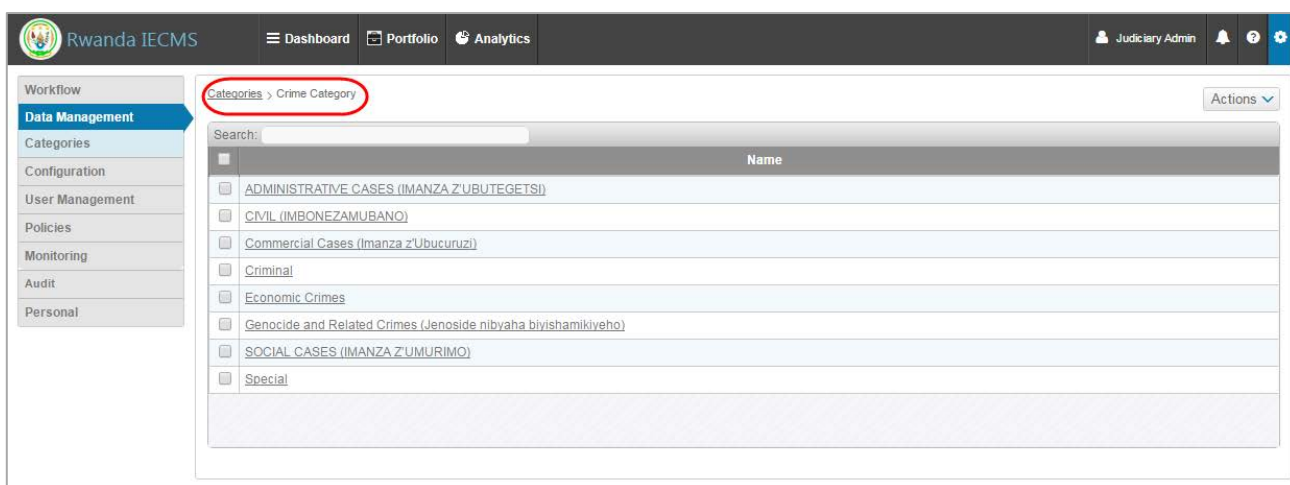 Rwanda IECMS
Dashboard Portfolio Analytics
Judiciary Admin
Workflow
Data Management
Categories
Configuration
User Management
Policies
Monitoring
Audit
Personal
Categories > Crime Category
Actions
Search:
Name
ADMINISTRATIVE CASES (IMANZA Z'UBUTEGETSI)
CIVIL (IMBONEZAMUBANO)
Commercial Cases (Imanza z'Ubucuruzi)
Criminal
Economic Crimes
Genocide and Related Crimes (Jenoside nibyaha biyishamikiyeho)
SOCIAL CASES (IMANZA Z'UMURIMO)
Special